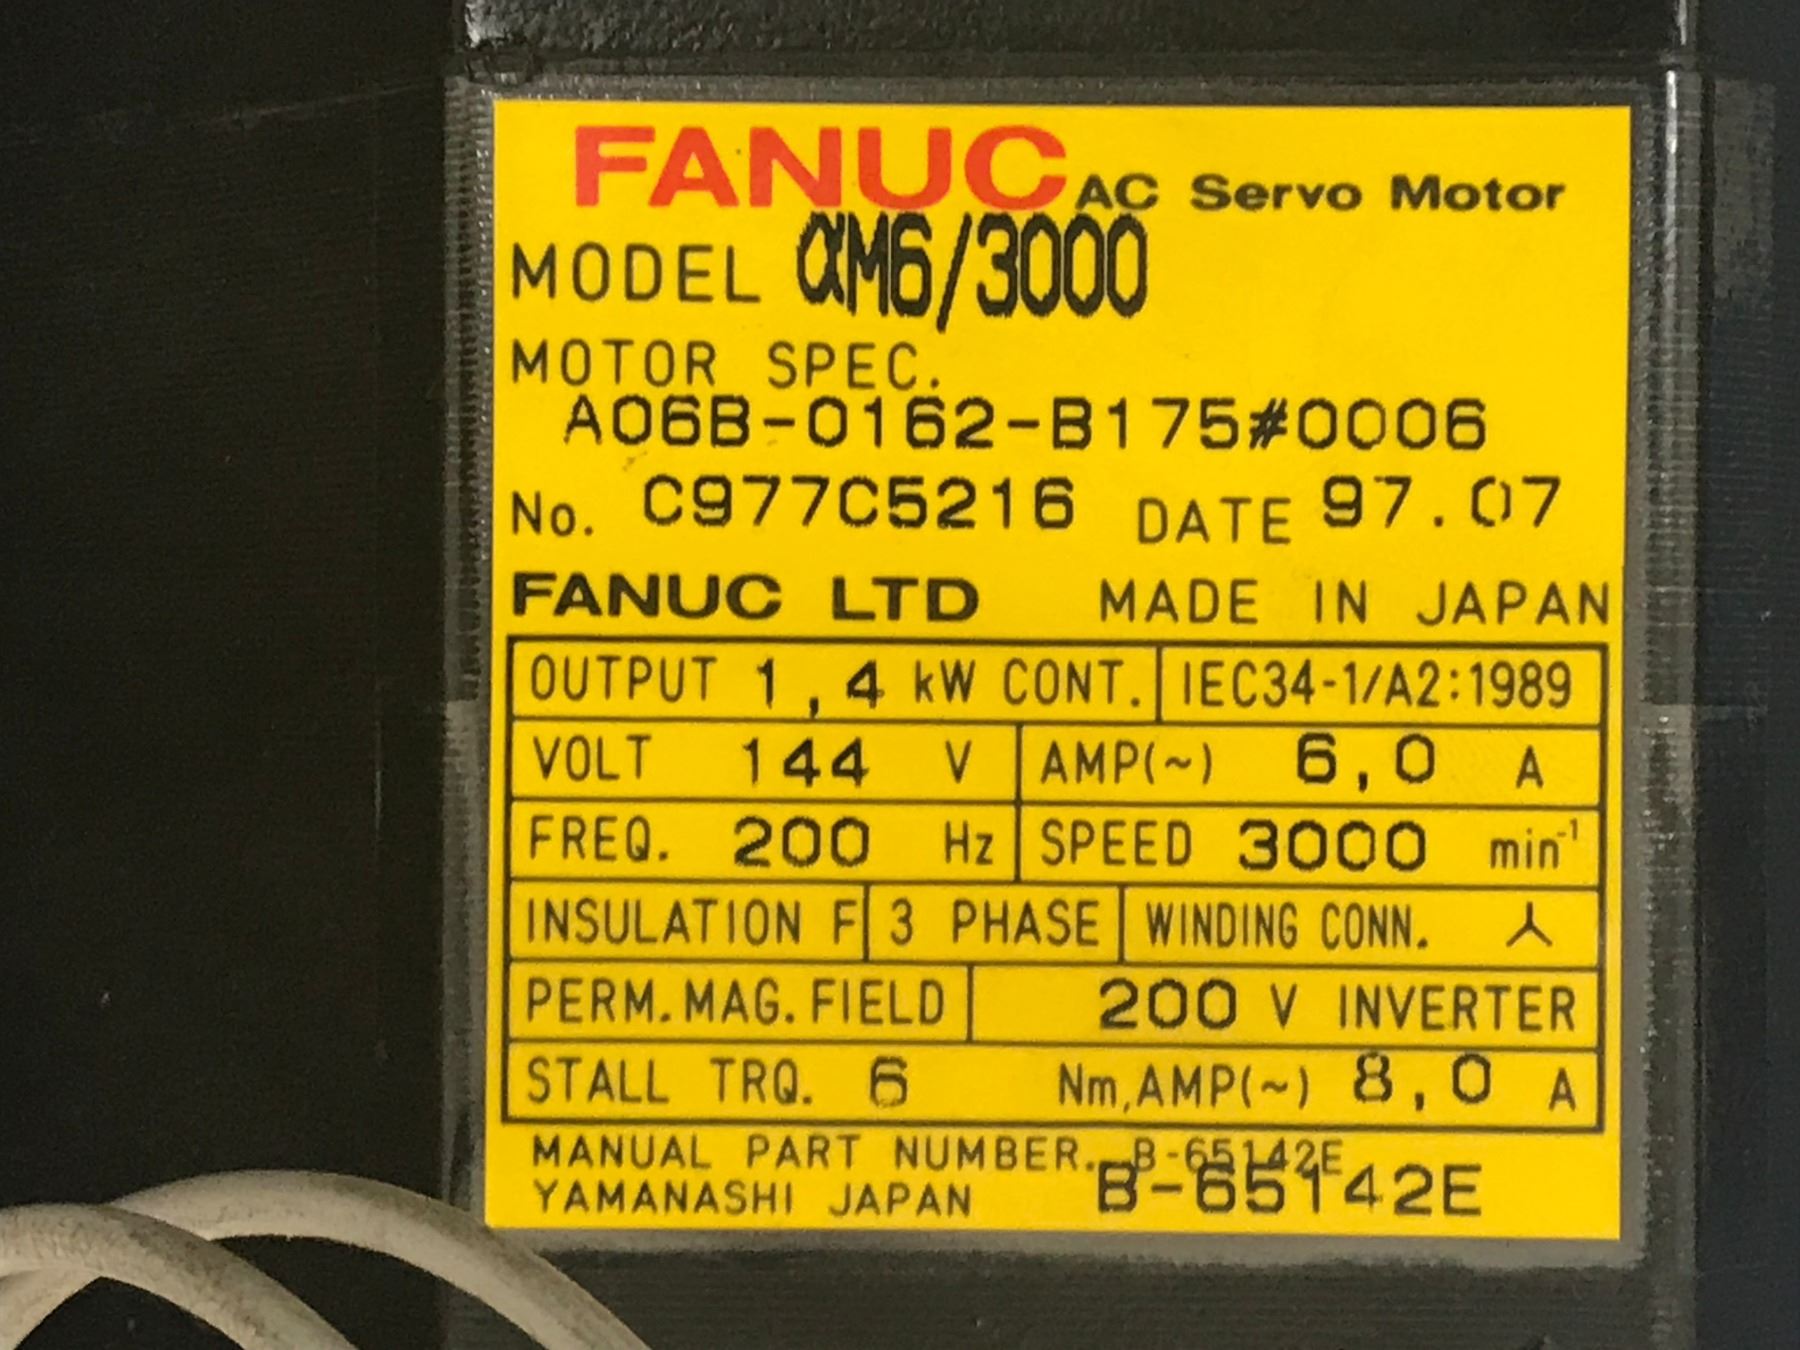 FANUC AC Servo Motor
MODEL αM6/3000
MOTOR SPEC.
A06B-0162-B175#0006
No. C977C5216 DATE 97.07
FANUC LTD MADE IN JAPAN
OUTPUT 1,4 kW CONT. IEC34-1/A2:1989
VOLT 144 V AMP(~) 6,0 A
FREQ. 200 Hz SPEED 3000 min-1
INSULATION F 3 PHASE WINDING CONN.
PERM.MAG.FIELD 200 V INVERTER
STALL TRQ. 6 Nm,AMP(~) 8,0 A
MANUAL PART NUMBER. B-65142E
YAMANASHI JAPAN B-65142E